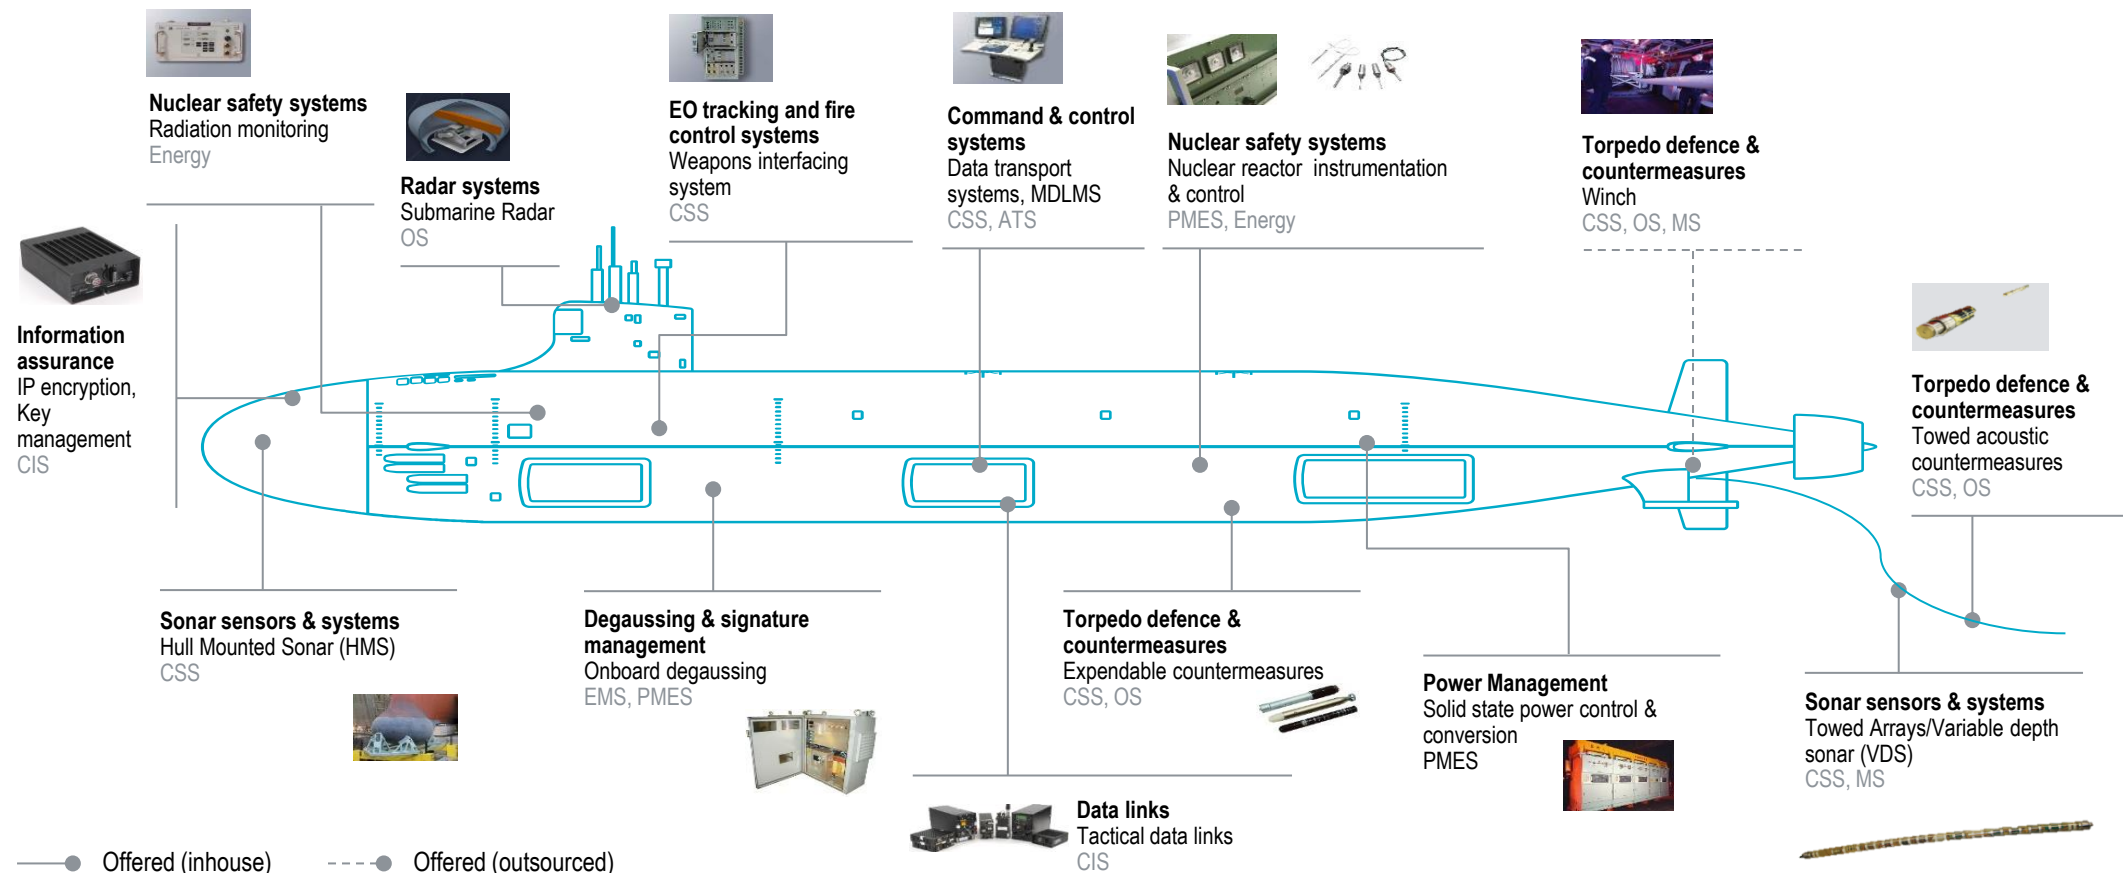 Nuclear safety systems
Radiation monitoring
Energy
Radar systems
Submarine Radar
OS
EO tracking and fire
control systems
Weapons interfacing
system
CSS
Command & control
systems
Data transport
systems, MDLMS
CSS, ATS
Nuclear safety systems
Nuclear reactor instrumentation
& control
PMES, Energy
Torpedo defence &
countermeasures
Winch
CSS, OS, MS
Information
assurance
IP encryption,
Key
management
CIS
Torpedo defence &
countermeasures
Towed acoustic
countermeasures
CSS, OS
Sonar sensors & systems
Hull Mounted Sonar (HMS)
CSS
Degaussing & signature
management
Onboard degaussing
EMS, PMES
Torpedo defence &
countermeasures
Expendable countermeasures
CSS, OS
Power Management
Solid state power control &
conversion
PMES
Sonar sensors & systems
Towed Arrays/Variable depth
sonar (VDS)
CSS, MS
Data links
Tactical data links
CIS
Offered (inhouse)
Offered (outsourced)